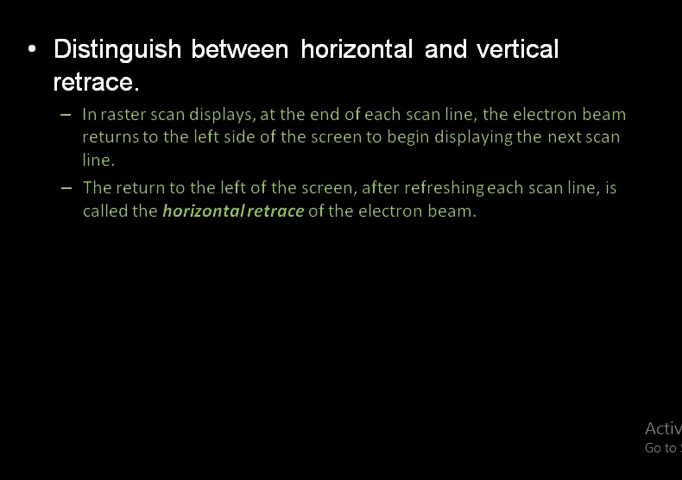 • Distinguish between horizontal and vertical
retrace.
– In raster scan displays, at the end of each scan line, the electron beam
returns to the left side of the screen to begin displaying the next scan
line.
– The return to the left of the screen, after refreshing each scan line, is
called the horizontal retrace of the electron beam.
Activ
Go to